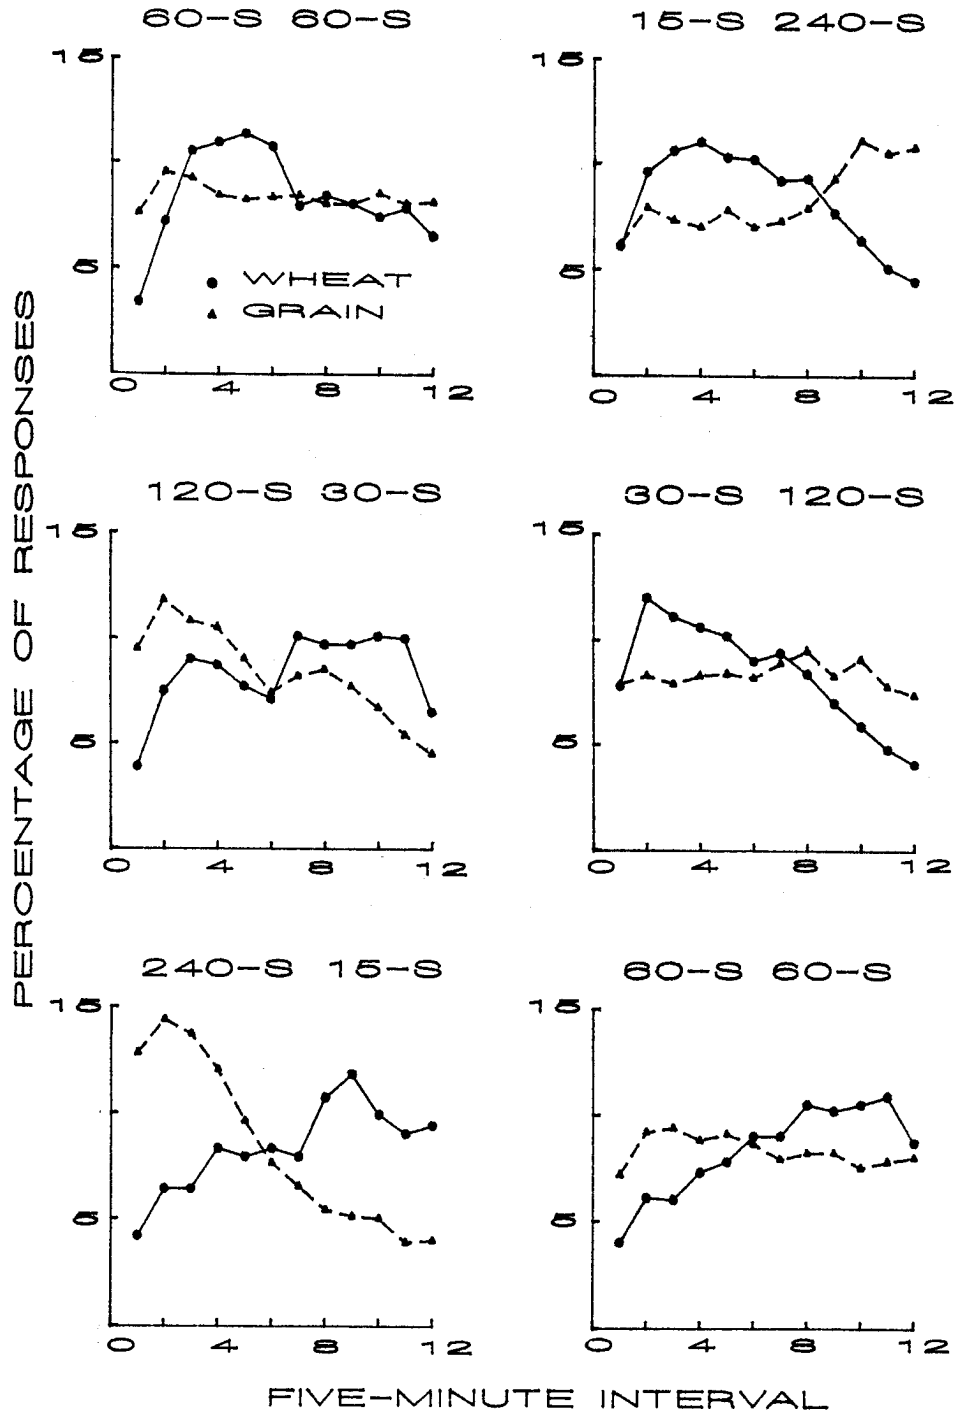 60-S 60-S
15-S 240-S
15
5
WHEAT
GRAIN
0 4 8 12
15
5
0 4 8 12
PERCENTAGE OF RESPONSES
120-S 30-S
30-S 120-S
15
5
0 4 8 12
15
5
0 4 8 12
240-S 15-S
60-S 60-S
15
5
0 4 8 12
15
5
0 4 8 12
FIVE-MINUTE INTERVAL